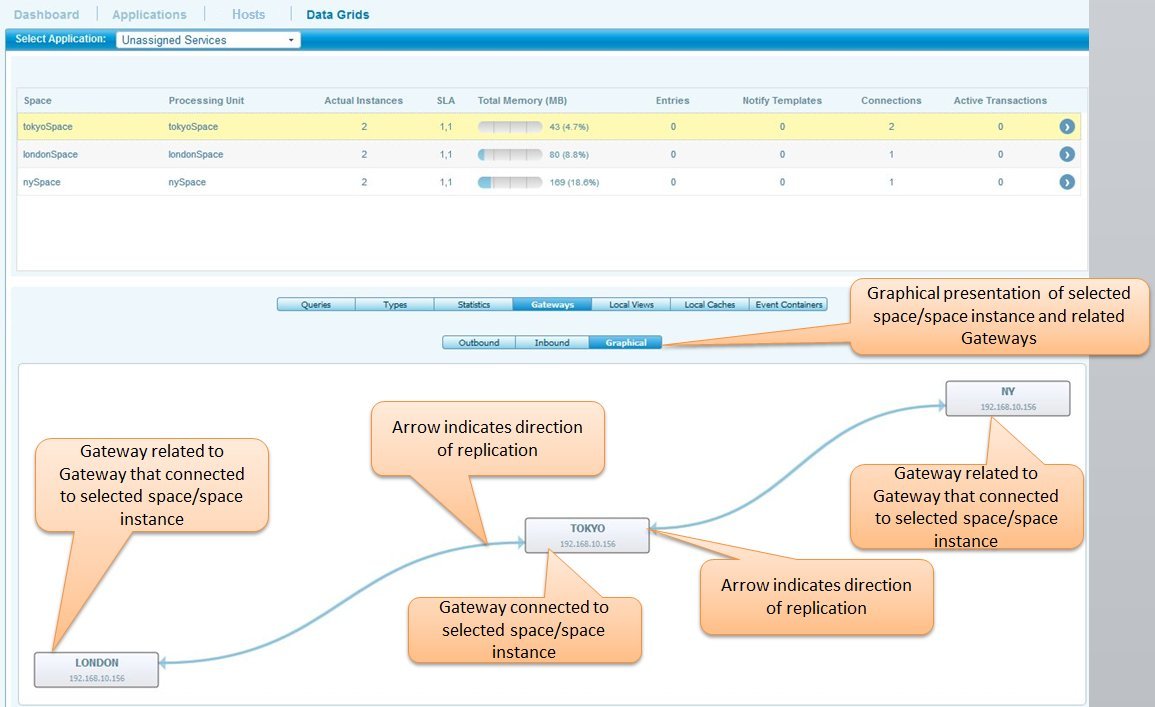 Dashboard Applications Hosts Data Grids
Select Application: Unassigned Services
Space Processing Unit Actual Instances SLA Total Memory (MB) Entries Notify Templates Connections Active Transactions
tokyoSpace tokyoSpace 2 1,1 43 (4.7%) 0 0 2 0
londonSpace londonSpace 2 1,1 80 (8.8%) 0 0 1 0
nySpace nySpace 2 1,1 169 (18.6%) 0 0 1 0
Queries Types Statistics Gateways Local Views Local Caches Event Containers
Outbound Inbound Graphical
Graphical presentation of selected
space/space instance and related
Gateways
NY
192.168.10.156
Arrow indicates direction
of replication
Gateway related to
Gateway that connected
to selected space/space
instance
Gateway related to
Gateway that connected
to selected space/space
instance
TOKYO
192.168.10.156
Arrow indicates direction
of replication
Gateway connected to
selected space/space
instance
LONDON
192.168.10.156